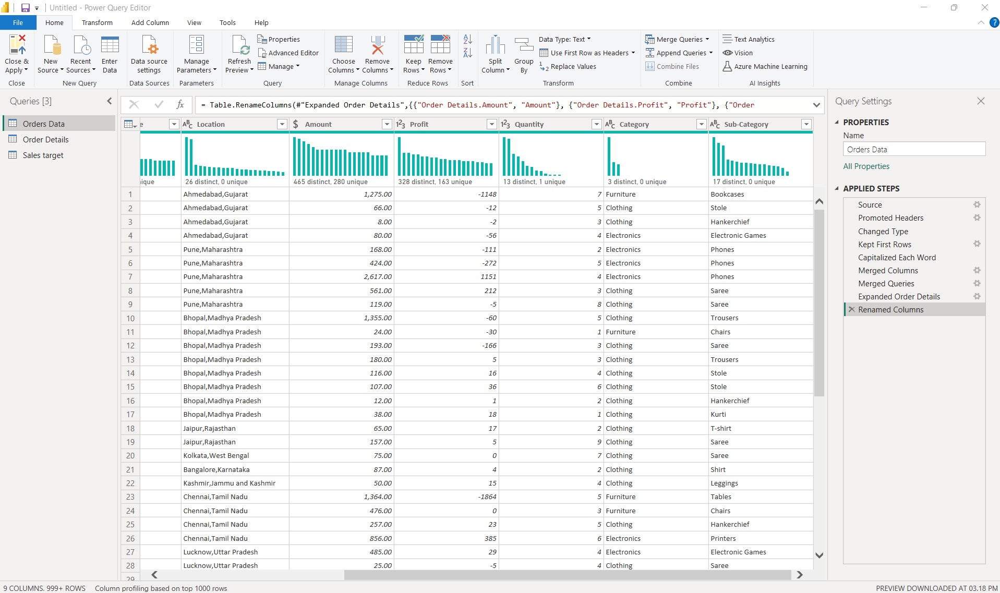 Untitled - Power Query Editor
File Home Transform Add Column View Tools Help
Close & Apply
Close
New Source
Recent Sources
Enter Data
New Query
Data source settings
Data Sources
Manage Parameters
Parameters
Refresh Preview
Properties
Advanced Editor
Manage
Query
Choose Columns
Remove Columns
Manage Columns
Keep Rows
Remove Rows
Reduce Rows
Sort
Split Column
Group By
Data Type: Text
Use First Row as Headers
Replace Values
Transform
Merge Queries
Append Queries
Combine Files
Combine
Text Analytics
Vision
Azure Machine Learning
AI Insights
Queries [3]
Orders Data
Order Details
Sales target
fx = Table.RenameColumns(#"Expanded Order Details",{{"Order Details.Amount", "Amount"}, {"Order Details.Profit", "Profit"}, {"Order
e Location Amount Profit Quantity Category Sub-Category
ique 26 distinct, 0 unique 465 distinct, 280 unique 328 distinct, 163 unique 13 distinct, 1 unique 3 distinct, 0 unique 17 distinct, 0 unique
1 Ahmedabad,Gujarat 1,275.00 -1148 7 Furniture Bookcases
2 Ahmedabad,Gujarat 66.00 -12 5 Clothing Stole
3 Ahmedabad,Gujarat 8.00 -2 3 Clothing Hankerchief
4 Ahmedabad,Gujarat 80.00 -56 4 Electronics Electronic Games
5 Pune,Maharashtra 168.00 -111 2 Electronics Phones
6 Pune,Maharashtra 424.00 -272 5 Electronics Phones
7 Pune,Maharashtra 2,617.00 1151 4 Electronics Phones
8 Pune,Maharashtra 561.00 212 3 Clothing Saree
9 Pune,Maharashtra 119.00 -5 8 Clothing Saree
10 Bhopal,Madhya Pradesh 1,355.00 -60 5 Clothing Trousers
11 Bhopal,Madhya Pradesh 24.00 -30 1 Furniture Chairs
12 Bhopal,Madhya Pradesh 193.00 -166 3 Clothing Saree
13 Bhopal,Madhya Pradesh 180.00 5 3 Clothing Trousers
14 Bhopal,Madhya Pradesh 116.00 16 4 Clothing Stole
15 Bhopal,Madhya Pradesh 107.00 36 6 Clothing Stole
16 Bhopal,Madhya Pradesh 12.00 1 2 Clothing Hankerchief
17 Bhopal,Madhya Pradesh 38.00 18 1 Clothing Kurti
18 Jaipur,Rajasthan 65.00 17 2 Clothing T-shirt
19 Jaipur,Rajasthan 157.00 5 9 Clothing Saree
20 Kolkata,West Bengal 75.00 0 7 Clothing Saree
21 Bangalore,Karnataka 87.00 4 2 Clothing Shirt
22 Kashmir,Jammu and Kashmir 50.00 15 4 Clothing Leggings
23 Chennai,Tamil Nadu 1,364.00 -1864 5 Furniture Tables
24 Chennai,Tamil Nadu 476.00 0 3 Furniture Chairs
25 Chennai,Tamil Nadu 257.00 23 5 Clothing Hankerchief
26 Chennai,Tamil Nadu 856.00 385 6 Electronics Printers
27 Lucknow,Uttar Pradesh 485.00 29 4 Electronics Electronic Games
28 Lucknow,Uttar Pradesh 25.00 -5 4 Clothing Saree
29
Query Settings
PROPERTIES
Name
Orders Data
All Properties
APPLIED STEPS
Source
Promoted Headers
Changed Type
Kept First Rows
Capitalized Each Word
Merged Columns
Merged Queries
Expanded Order Details
Renamed Columns
9 COLUMNS, 999+ ROWS Column profiling based on top 1000 rows
PREVIEW DOWNLOADED AT 03.18 PM